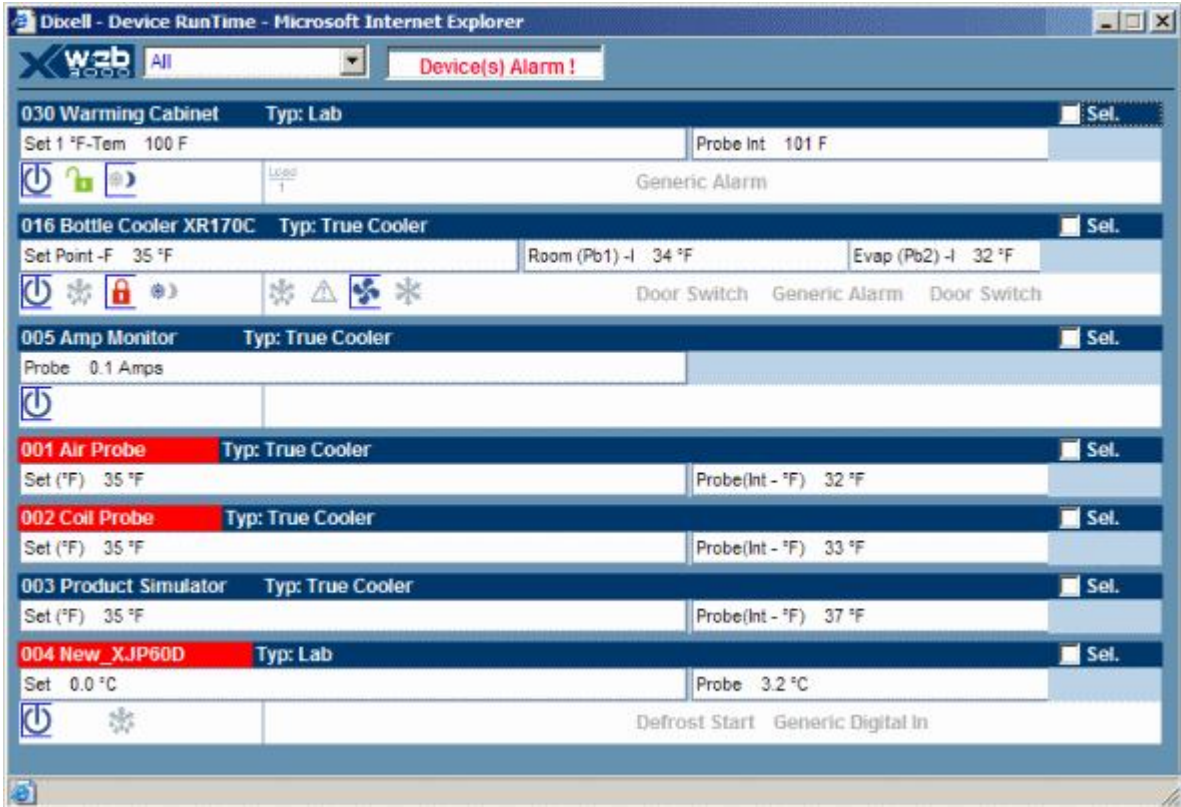 Dixell - Device RunTime - Microsoft Internet Explorer
X web 3000 All Device(s) Alarm !
030 Warming Cabinet Typ: Lab Sel.
Set 1 °F-Tem 100 F Probe Int 101 F
Load 1 Generic Alarm
016 Bottle Cooler XR170C Typ: True Cooler Sel.
Set Point -F 35 °F Room (Pb1) -I 34 °F Evap (Pb2) -I 32 °F
Door Switch Generic Alarm Door Switch
005 Amp Monitor Typ: True Cooler Sel.
Probe 0.1 Amps
001 Air Probe Typ: True Cooler Sel.
Set (°F) 35 °F Probe(Int - °F) 32 °F
002 Coil Probe Typ: True Cooler Sel.
Set (°F) 35 °F Probe(Int - °F) 33 °F
003 Product Simulator Typ: True Cooler Sel.
Set (°F) 35 °F Probe(Int - °F) 37 °F
004 New_XJP60D Typ: Lab Sel.
Set 0.0 °C Probe 3.2 °C
Defrost Start Generic Digital In